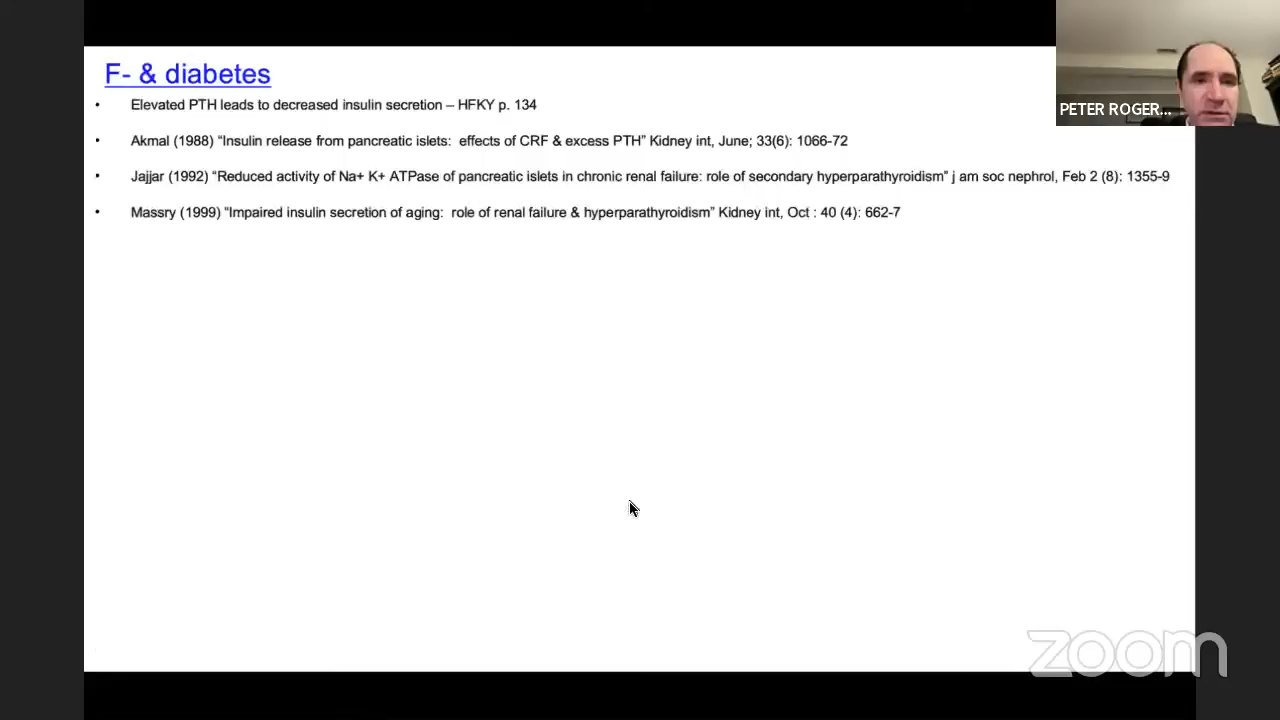 F- & diabetes
• Elevated PTH leads to decreased insulin secretion – HFKY p. 134
• Akmal (1988) “Insulin release from pancreatic islets:  effects of CRF & excess PTH” Kidney int, June; 33(6): 1066-72
• Jajjar (1992) “Reduced activity of Na+ K+ ATPase of pancreatic islets in chronic renal failure: role of secondary hyperparathyroidism” j am soc nephrol, Feb 2 (8): 1355-9
• Massry (1999) “Impaired insulin secretion of aging:  role of renal failure & hyperparathyroidism” Kidney int, Oct : 40 (4): 662-7
PETER ROGER...
zoom